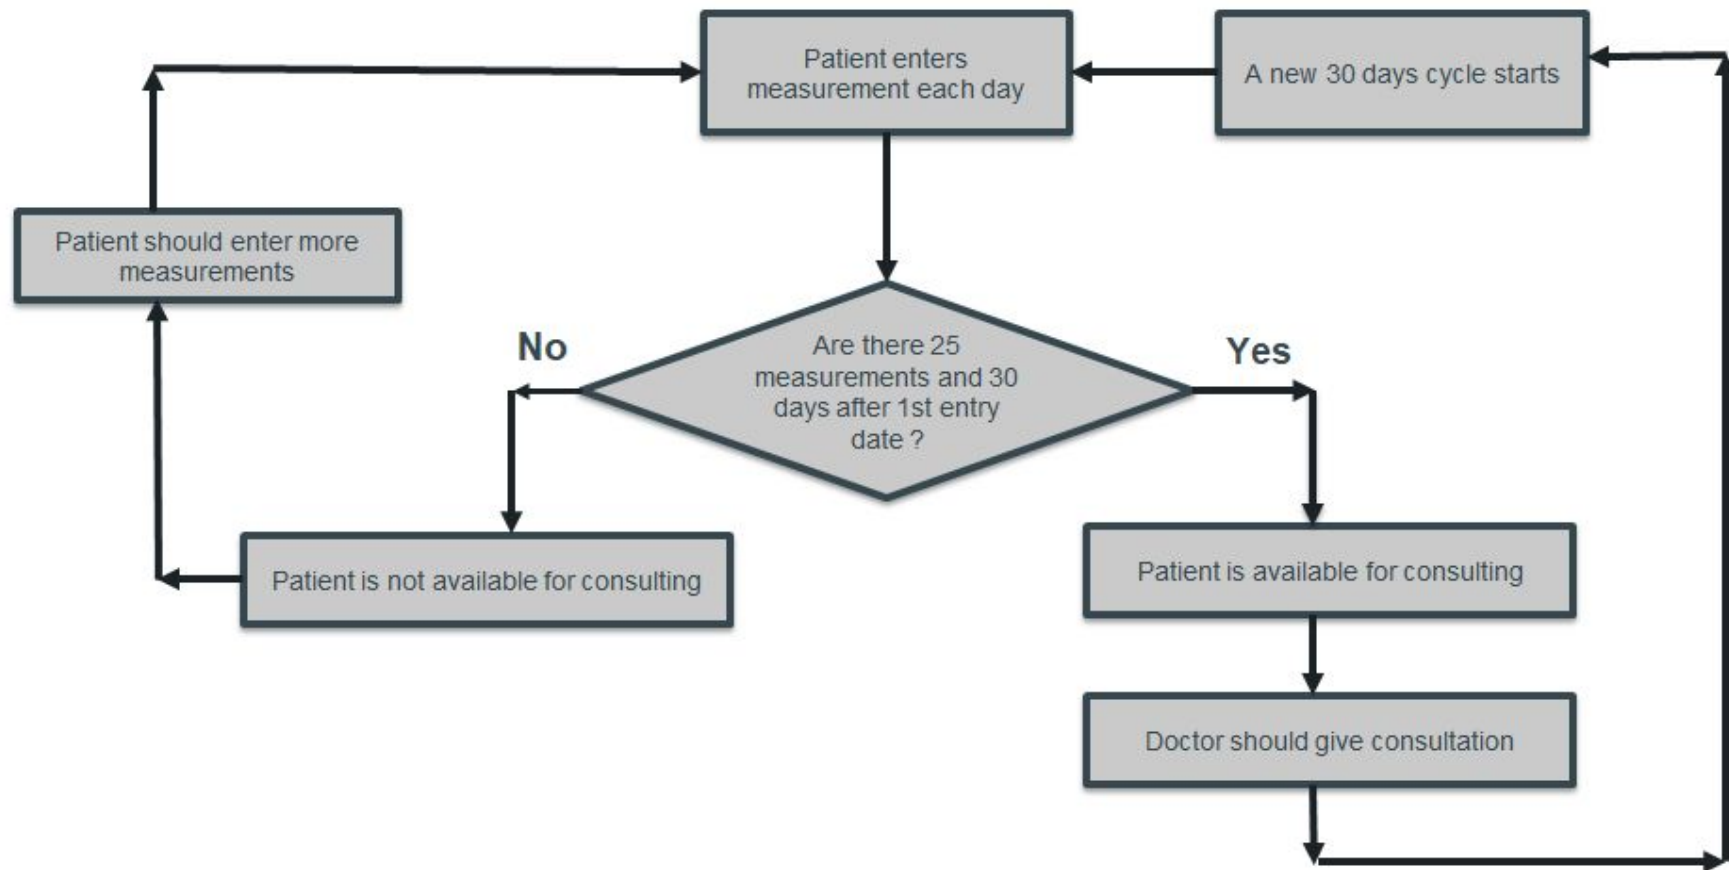 Patient enters
measurement each day
A new 30 days cycle starts
Patient should enter more
measurements
No
Are there 25
measurements and 30
days after 1st entry
date ?
Yes
Patient is not available for consulting
Patient is available for consulting
Doctor should give consultation